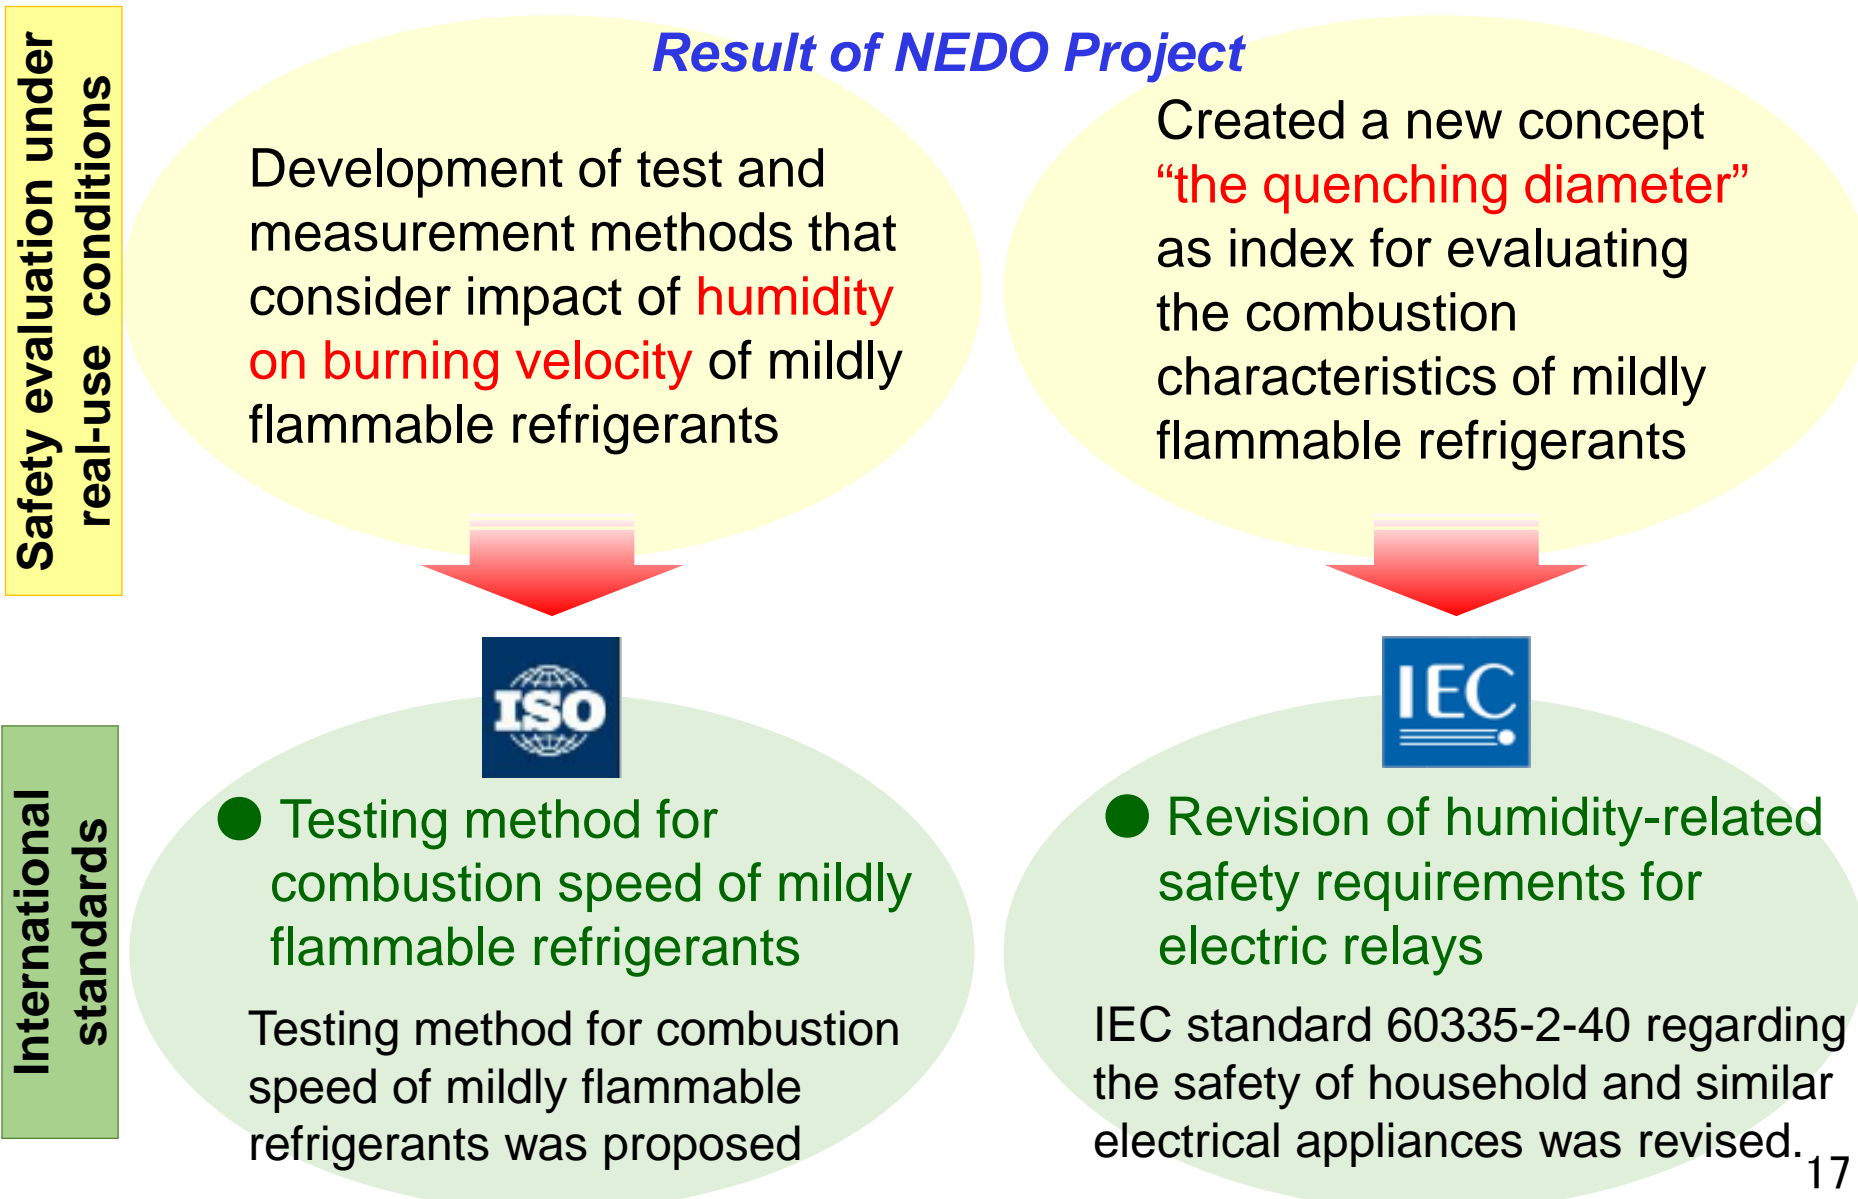 Result of NEDO Project
Safety evaluation under
real-use conditions
Development of test and
measurement methods that
consider impact of humidity
on burning velocity of mildly
flammable refrigerants
Created a new concept
“the quenching diameter”
as index for evaluating
the combustion
characteristics of mildly
flammable refrigerants
International
standards
ISO
● Testing method for
combustion speed of mildly
flammable refrigerants
Testing method for combustion
speed of mildly flammable
refrigerants was proposed
IEC
● Revision of humidity-related
safety requirements for
electric relays
IEC standard 60335-2-40 regarding
the safety of household and similar
electrical appliances was revised.
17